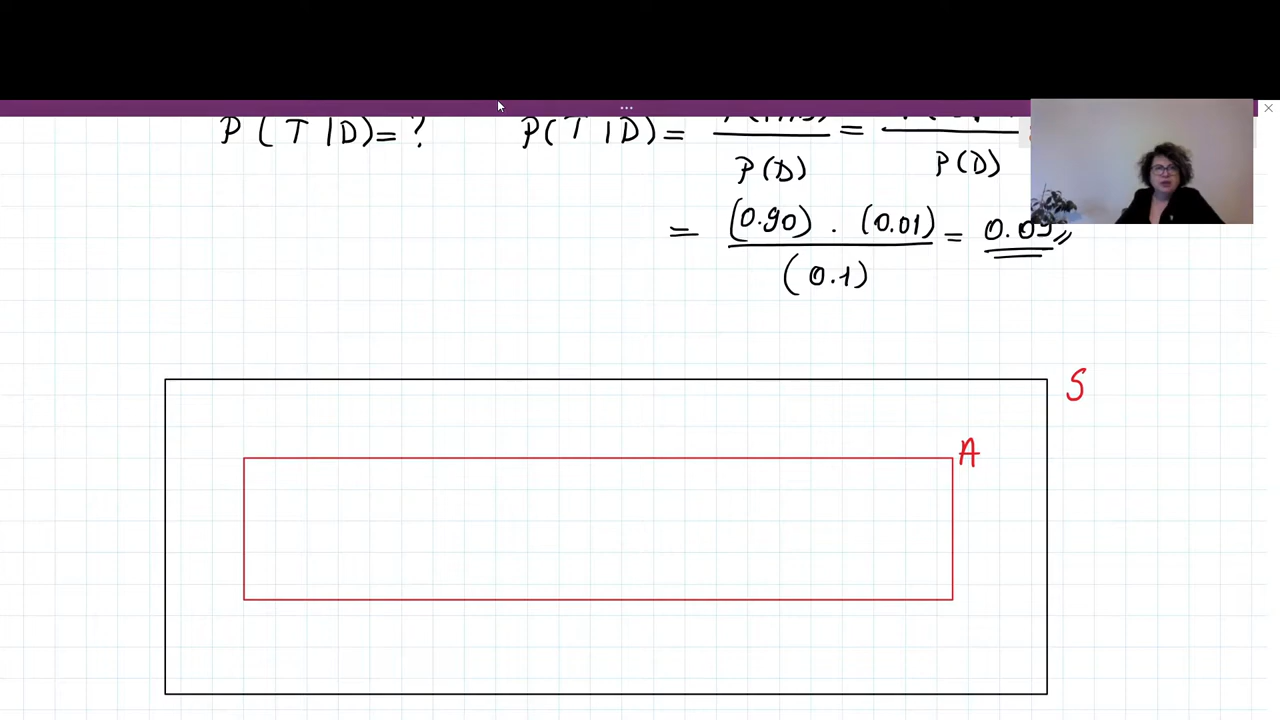 P(T|D)=? P(T|D)= / P(D) = / P(D)
= (0.90) . (0.01) / (0.1) = 0.09
S
A